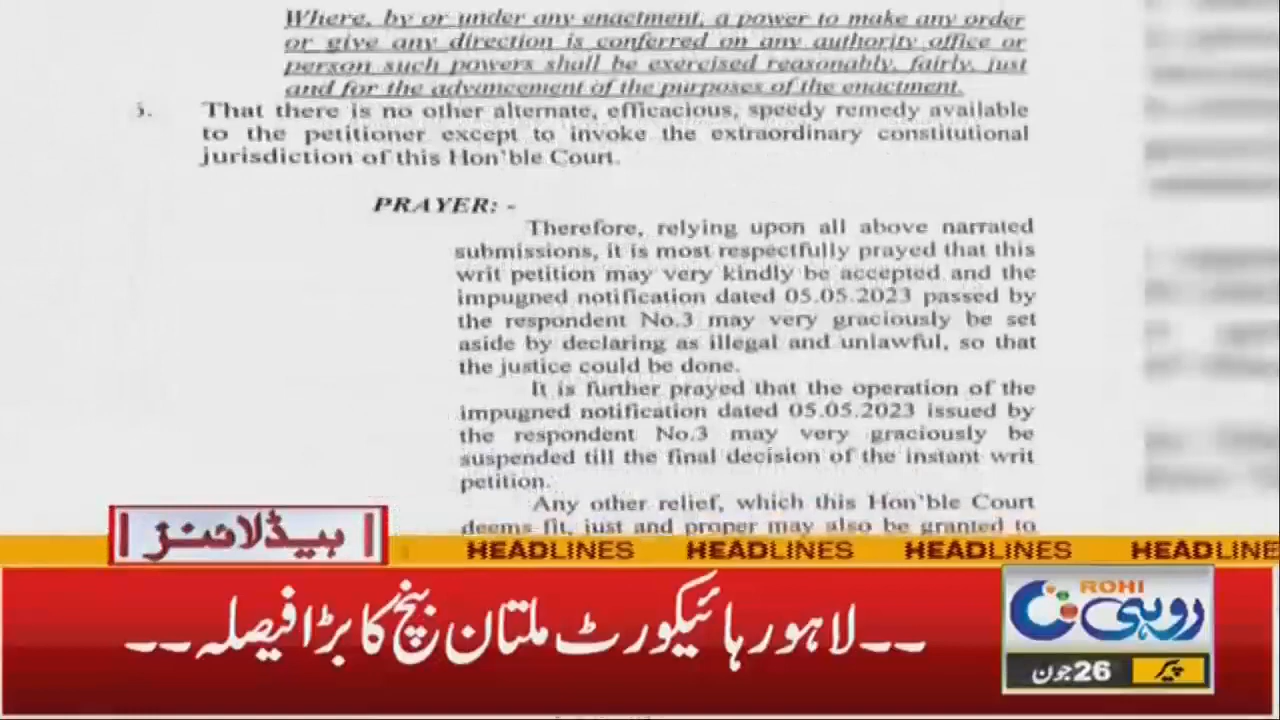 Where, by or under any enactment, a power to make any order
or give any direction is conferred on any authority office or
person such powers shall be exercised reasonably, fairly, just
and for the advancement of the purposes of the enactment.
5. That there is no other alternate, efficacious, speedy remedy available
to the petitioner except to invoke the extraordinary constitutional
jurisdiction of this Hon'ble Court.
PRAYER: -
Therefore, relying upon all above narrated
submissions, it is most respectfully prayed that this
writ petition may very kindly be accepted and the
impugned notification dated 05.05.2023 passed by
the respondent No.3 may very graciously be set
aside by declaring as illegal and unlawful, so that
the justice could be done.
It is further prayed that the operation of the
impugned notification dated 05.05.2023 issued by
the respondent No.3 may very graciously be
suspended till the final decision of the instant writ
petition.
Any other relief, which this Hon'ble Court
deems fit, just and proper may also be granted to
ہیڈلائنز
HEADLINES HEADLINES HEADLINES HEADLINE
۔۔لاہور ہائیکورٹ ملتان بنچ کا بڑا فیصلہ۔۔
ROHI
روہی
پیر 26 جون